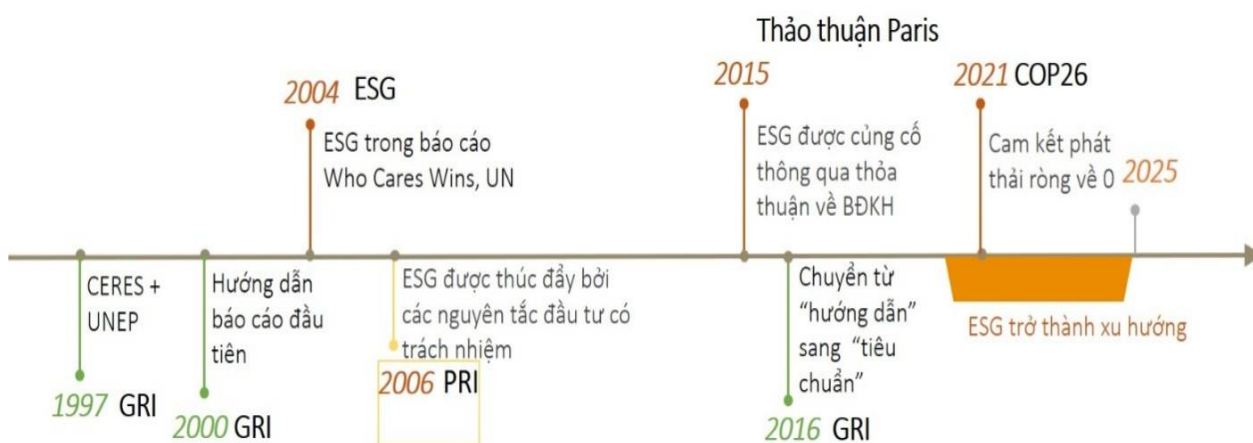 Thảo thuận Paris
2004 ESG
ESG trong báo cáo
Who Cares Wins, UN
2015
ESG được củng cố
thông qua thỏa
thuận về BĐKH
2021 COP26
Cam kết phát
thải ròng về 0
2025
CERES +
UNEP
1997 GRI
Hướng dẫn
báo cáo đầu
tiên
2000 GRI
ESG được thúc đẩy bởi
các nguyên tắc đầu tư có
trách nhiệm
2006 PRI
Chuyển từ
“hướng dẫn”
sang “tiêu
chuẩn”
2016 GRI
ESG trở thành xu hướng